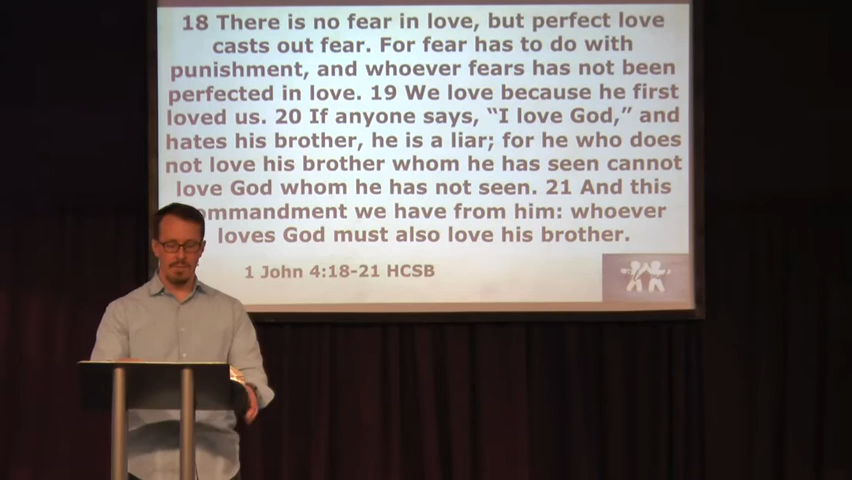 18 There is no fear in love, but perfect love
casts out fear. For fear has to do with
punishment, and whoever fears has not been
perfected in love. 19 We love because he first
loved us. 20 If anyone says, “I love God,” and
hates his brother, he is a liar; for he who does
not love his brother whom he has seen cannot
love God whom he has not seen. 21 And this
ommandment we have from him: whoever
loves God must also love his brother.
1 John 4:18-21 HCSB